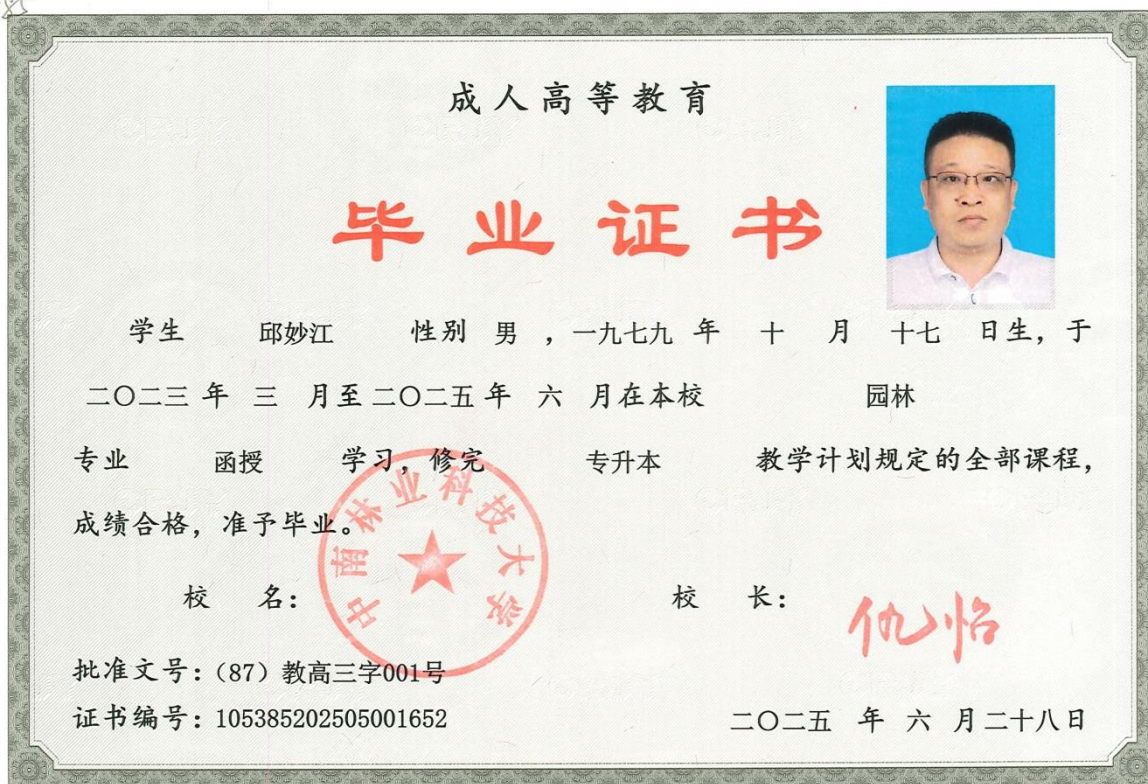 成人高等教育
毕业证书
学生 邱妙江 性别 男 ，一九七九 年 十 月 十七 日生，于
二〇二三 年 三 月至 二〇二五 年 六 月在本校 园林
专业 函授 学习，修完 专升本 教学计划规定的全部课程，
成绩合格，准予毕业。
中南林业科技大学
校 名： 校 长： 仇怡
批准文号：（87）教高三字001号
证书编号：105385202505001652 二〇二五 年 六 月二十八日